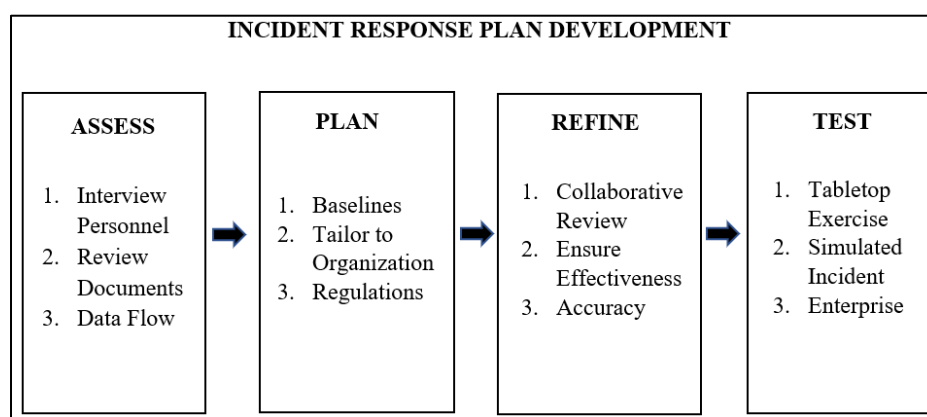 INCIDENT RESPONSE PLAN DEVELOPMENT
ASSESS
1. Interview
Personnel
2. Review
Documents
3. Data Flow
PLAN
1. Baselines
2. Tailor to
Organization
3. Regulations
REFINE
1. Collaborative
Review
2. Ensure
Effectiveness
3. Accuracy
TEST
1. Tabletop
Exercise
2. Simulated
Incident
3. Enterprise